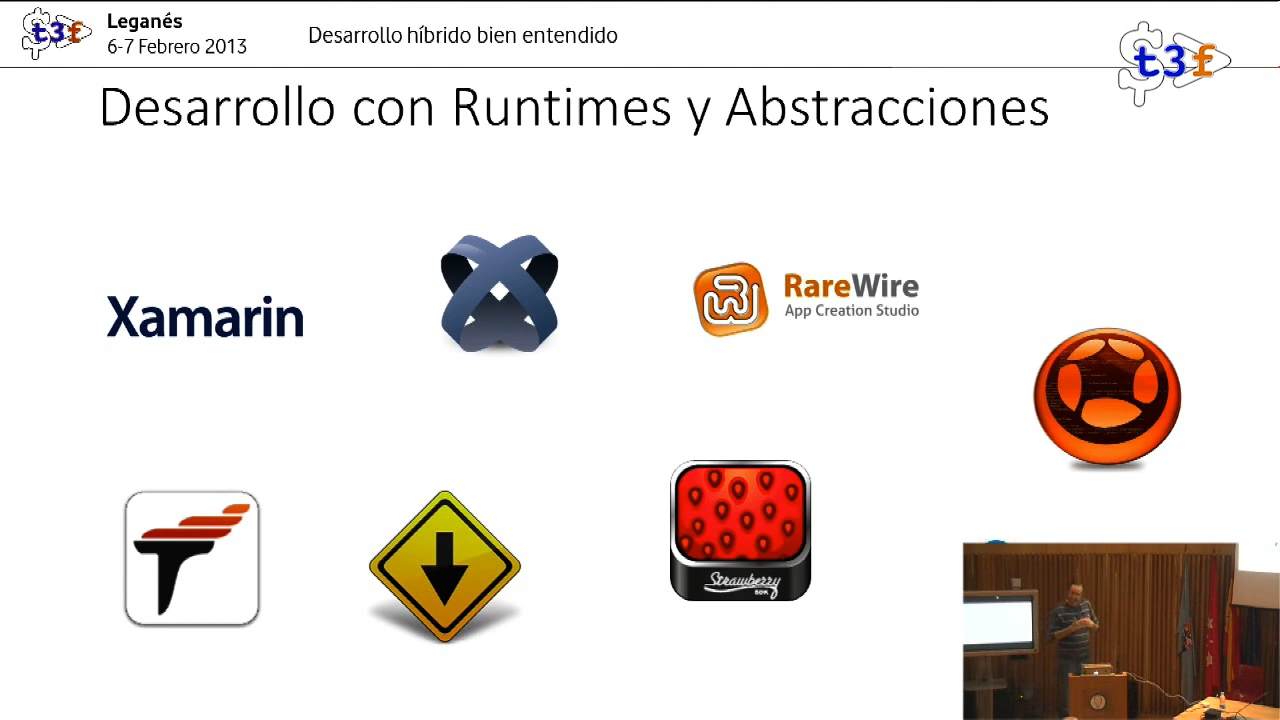 t3f
Leganés
6-7 Febrero 2013
Desarrollo híbrido bien entendido
t3f
Desarrollo con Runtimes y Abstracciones
Xamarin
RareWire
App Creation Studio
Strawberry
SDK